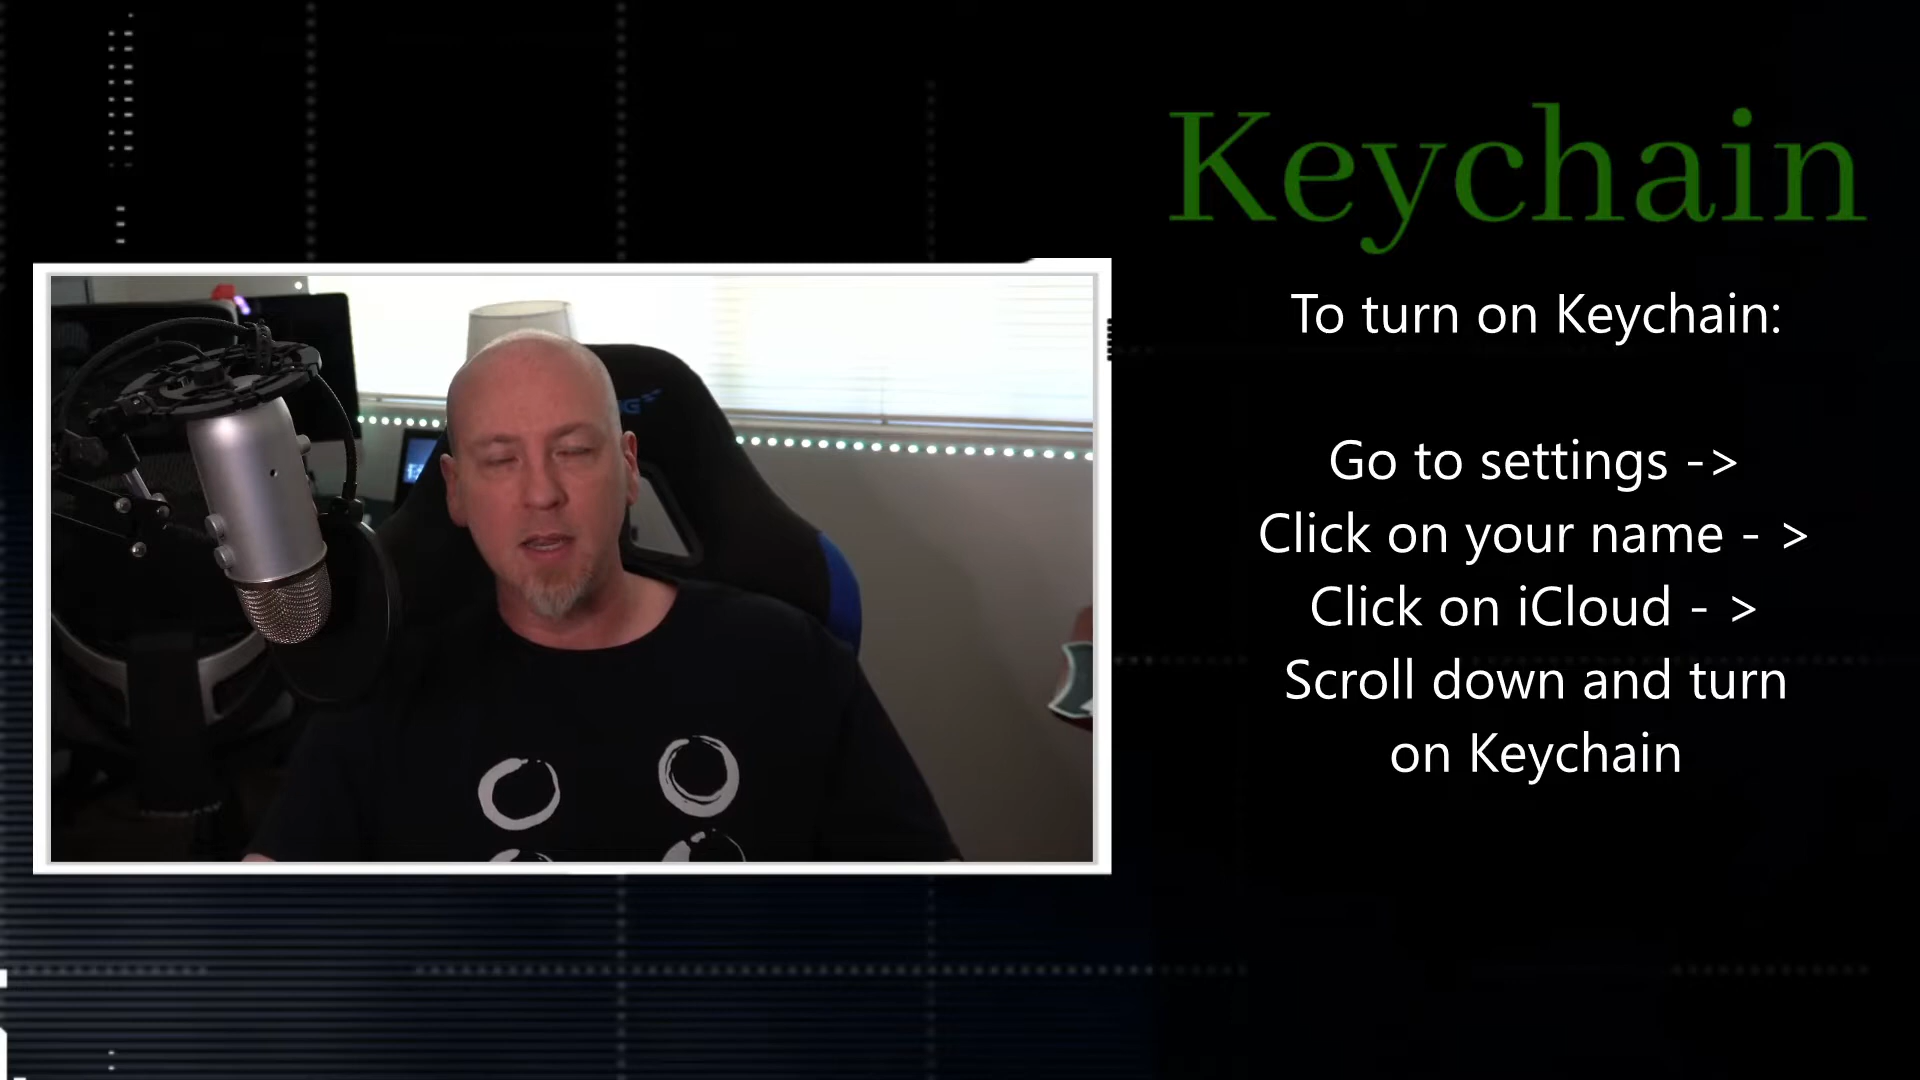 Keychain
To turn on Keychain:
Go to settings ->
Click on your name - >
Click on iCloud - >
Scroll down and turn
on Keychain